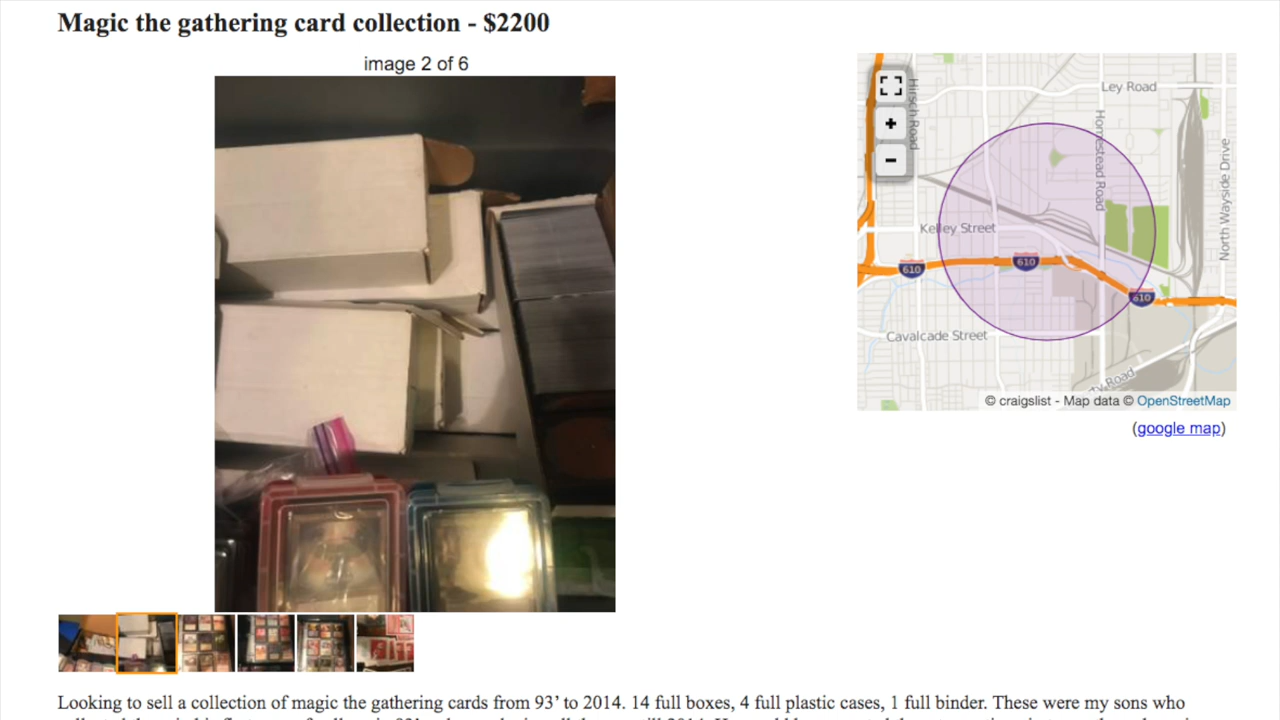 Magic the gathering card collection - $2200
image 2 of 6
Ley Road
Hirsch Road
Homestead Road
North Wayside Drive
+
−
Kelley Street
610
610
610
Cavalcade Street
ty Road
© craigslist - Map data © OpenStreetMap
(google map)
Looking to sell a collection of magic the gathering cards from 93’ to 2014. 14 full boxes, 4 full plastic cases, 1 full binder. These were my sons who